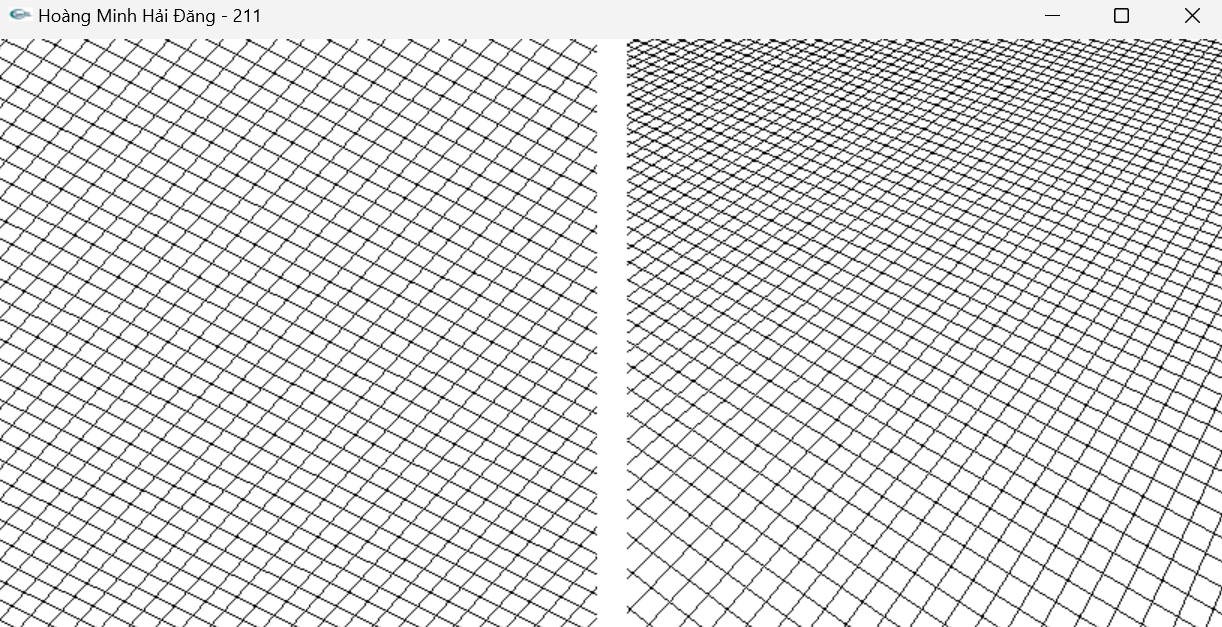 Hoàng Minh Hải Đăng - 211